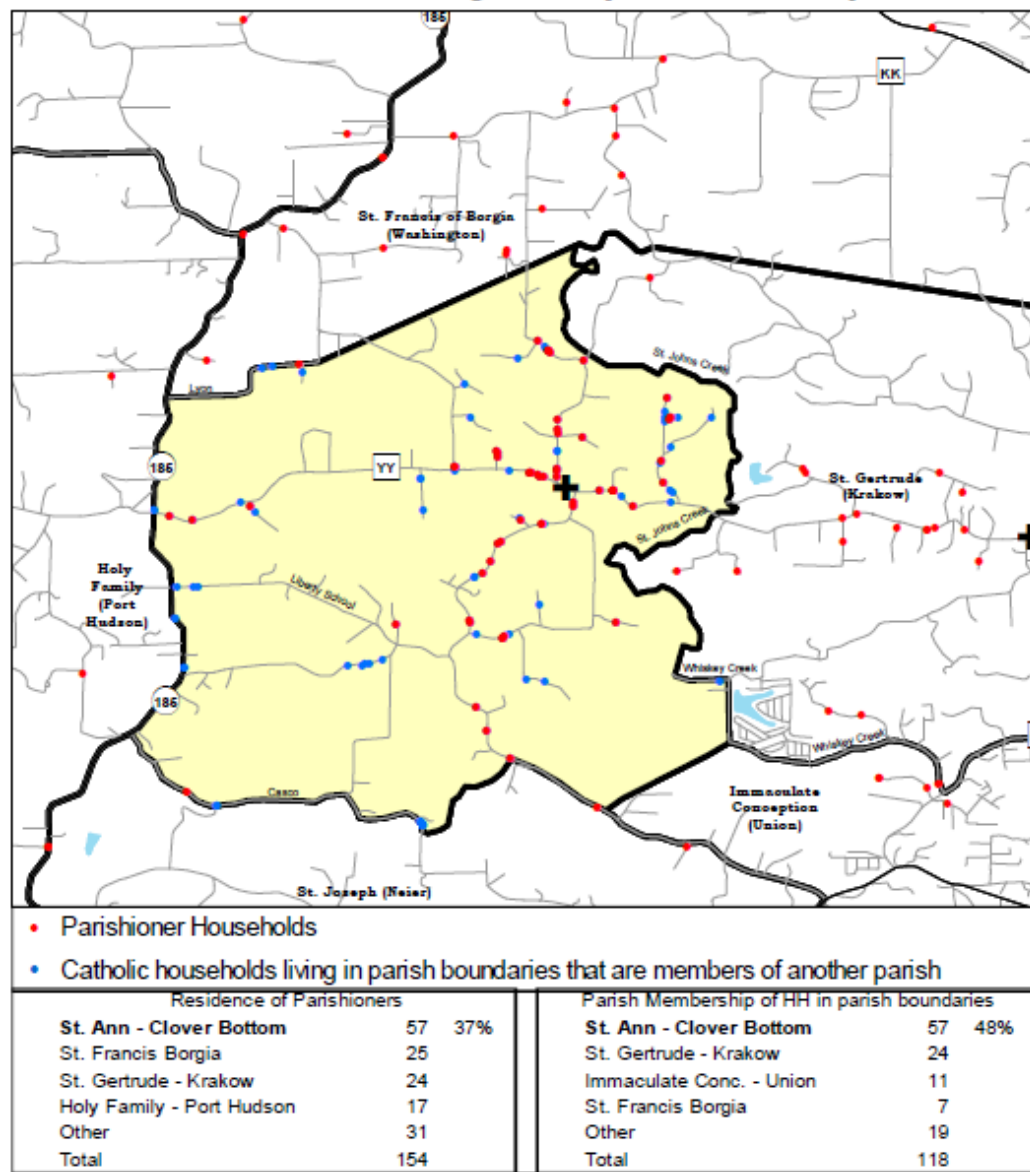 185
KK
St. Francis of Borgia
(Washington)
St. Johns Creek
Lyon
185
YY
St. Gertrude
(Krakow)
St. Johns Creek
Holy
Family
(Port
Hudson)
Liberty School
Whiskey Creek
185
Whiskey Creek
Casco
Immaculate
Conception
(Union)
St. Joseph (Neier)
• Parishioner Households
• Catholic households living in parish boundaries that are members of another parish
Residence of Parishioners
St. Ann - Clover Bottom 57 37%
St. Francis Borgia 25
St. Gertrude - Krakow 24
Holy Family - Port Hudson 17
Other 31
Total 154
Parish Membership of HH in parish boundaries
St. Ann - Clover Bottom 57 48%
St. Gertrude - Krakow 24
Immaculate Conc. - Union 11
St. Francis Borgia 7
Other 19
Total 118